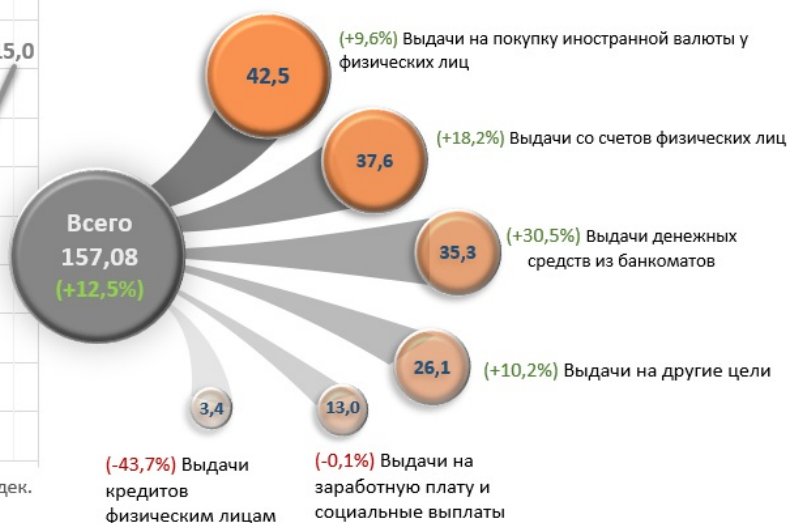 5,0
42,5
(+9,6%) Выдачи на покупку иностранной валюты у
физических лиц
37,6
(+18,2%) Выдачи со счетов физических лиц
Всего
157,08
(+12,5%)
35,3
(+30,5%) Выдачи денежных
средств из банкоматов
26,1
(+10,2%) Выдачи на другие цели
3,4
13,0
(-43,7%) Выдачи
кредитов
физическим лицам
(-0,1%) Выдачи на
заработную плату и
социальные выплаты
дек.